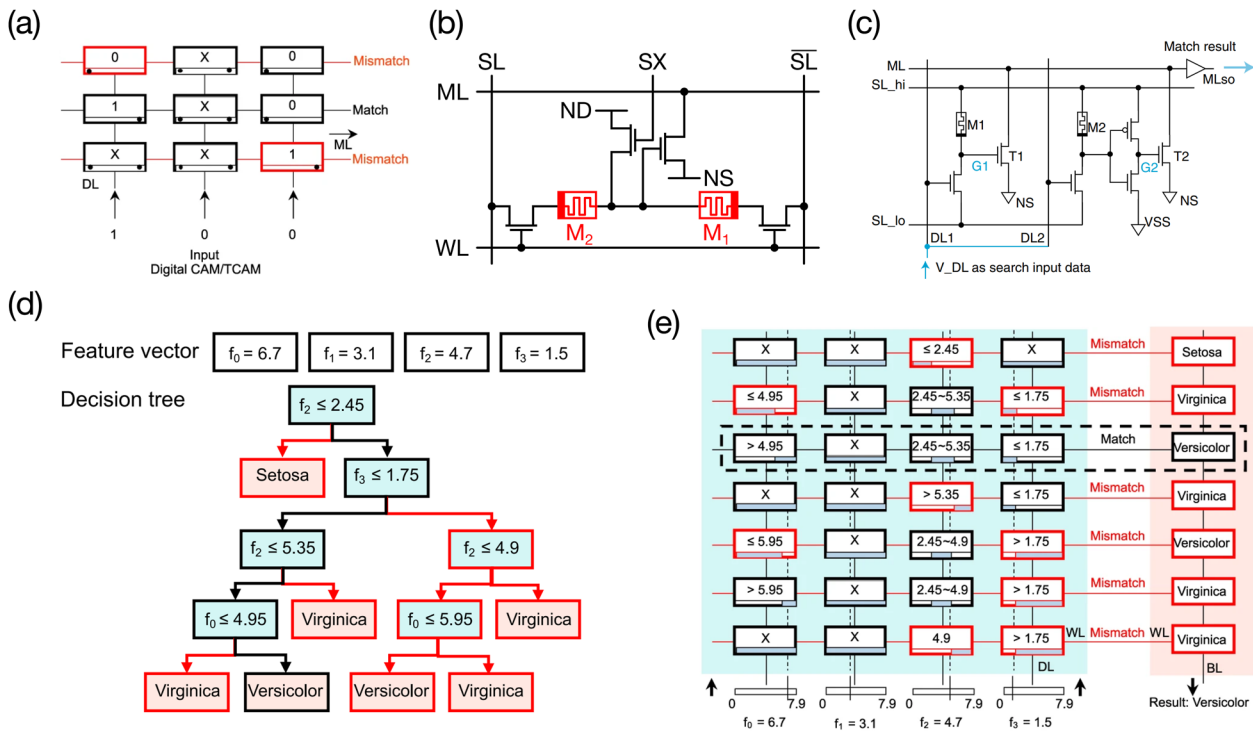 (a)
0 X 0 Mismatch
1 X 0 Match
X X 1 Mismatch
ML
DL
1 0 0
Input
Digital CAM/TCAM
(b)
SL SX S̅L̅
ML
ND
NS
M₂ M₁
WL
(c)
Match result
ML
MLso
SL_hi
M1 M2
G1 T1 G2 T2
NS NS
SL_lo
VSS
DL1 DL2
V_DL as search input data
(d)
Feature vector
f₀ = 6.7 f₁ = 3.1 f₂ = 4.7 f₃ = 1.5
Decision tree
f₂ ≤ 2.45
Setosa f₃ ≤ 1.75
f₂ ≤ 5.35 f₂ ≤ 4.9
f₀ ≤ 4.95 Virginica f₀ ≤ 5.95 Virginica
Virginica Versicolor Versicolor Virginica
(e)
X X ≤ 2.45 X Mismatch Setosa
≤ 4.95 X 2.45~5.35 ≤ 1.75 Mismatch Virginica
> 4.95 X 2.45~5.35 ≤ 1.75 Match Versicolor
X X > 5.35 ≤ 1.75 Mismatch Virginica
≤ 5.95 X 2.45~4.9 > 1.75 Mismatch Versicolor
> 5.95 X 2.45~4.9 > 1.75 Mismatch Virginica
X X 4.9 > 1.75 WL Mismatch WL Virginica
DL BL
0 7.9 0 7.9 0 7.9 0 7.9
Result: Versicolor
f₀ = 6.7 f₁ = 3.1 f₂ = 4.7 f₃ = 1.5